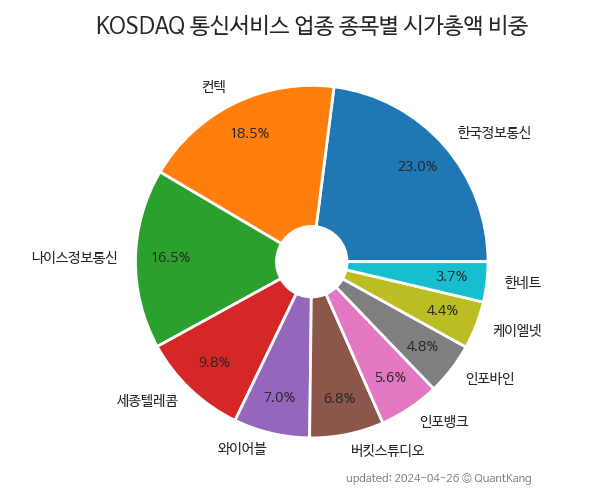 KOSDAQ 통신서비스 업종 종목별 시가총액 비중
한국정보통신
23.0%
컨텍
18.5%
나이스정보통신
16.5%
세종텔레콤
9.8%
와이어블
7.0%
버킷스튜디오
6.8%
인포뱅크
5.6%
인포바인
4.8%
케이엘넷
4.4%
한네트
3.7%
updated: 2024-04-26 © QuantKang